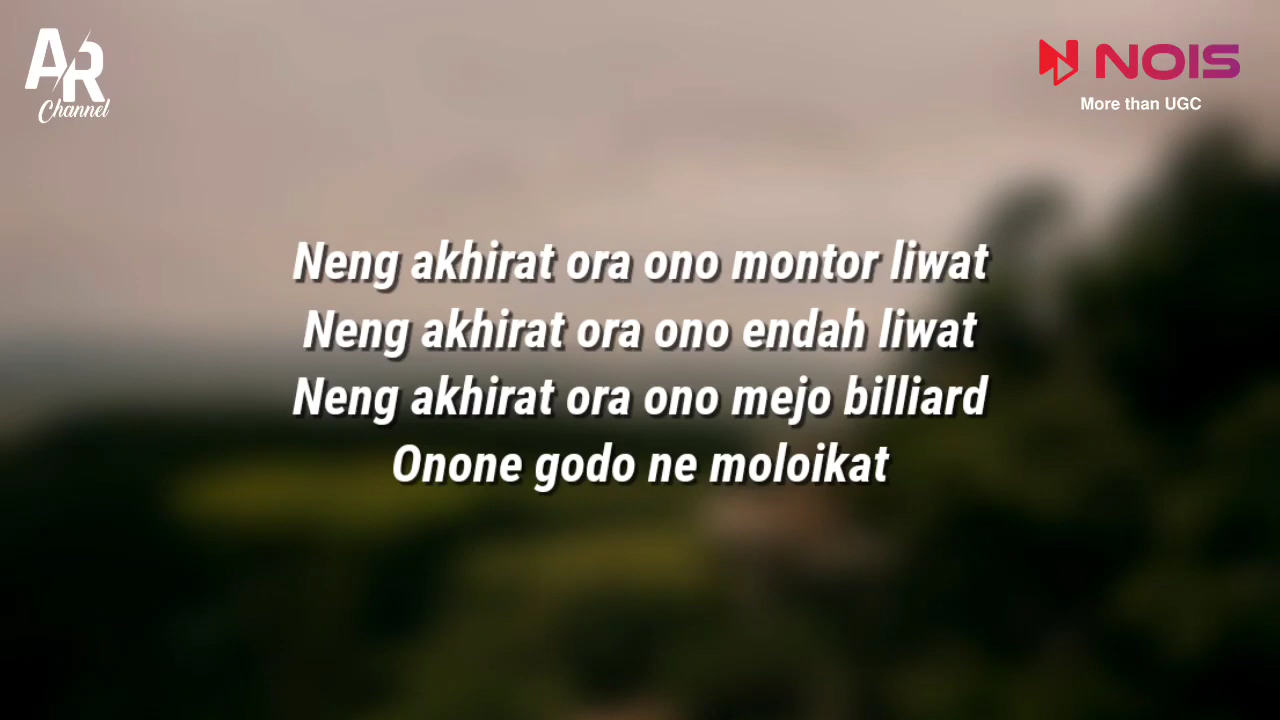 AR
Channel
NOIS
More than UGC
Neng akhirat ora ono montor liwat
Neng akhirat ora ono endah liwat
Neng akhirat ora ono mejo billiard
Onone godo ne moloikat